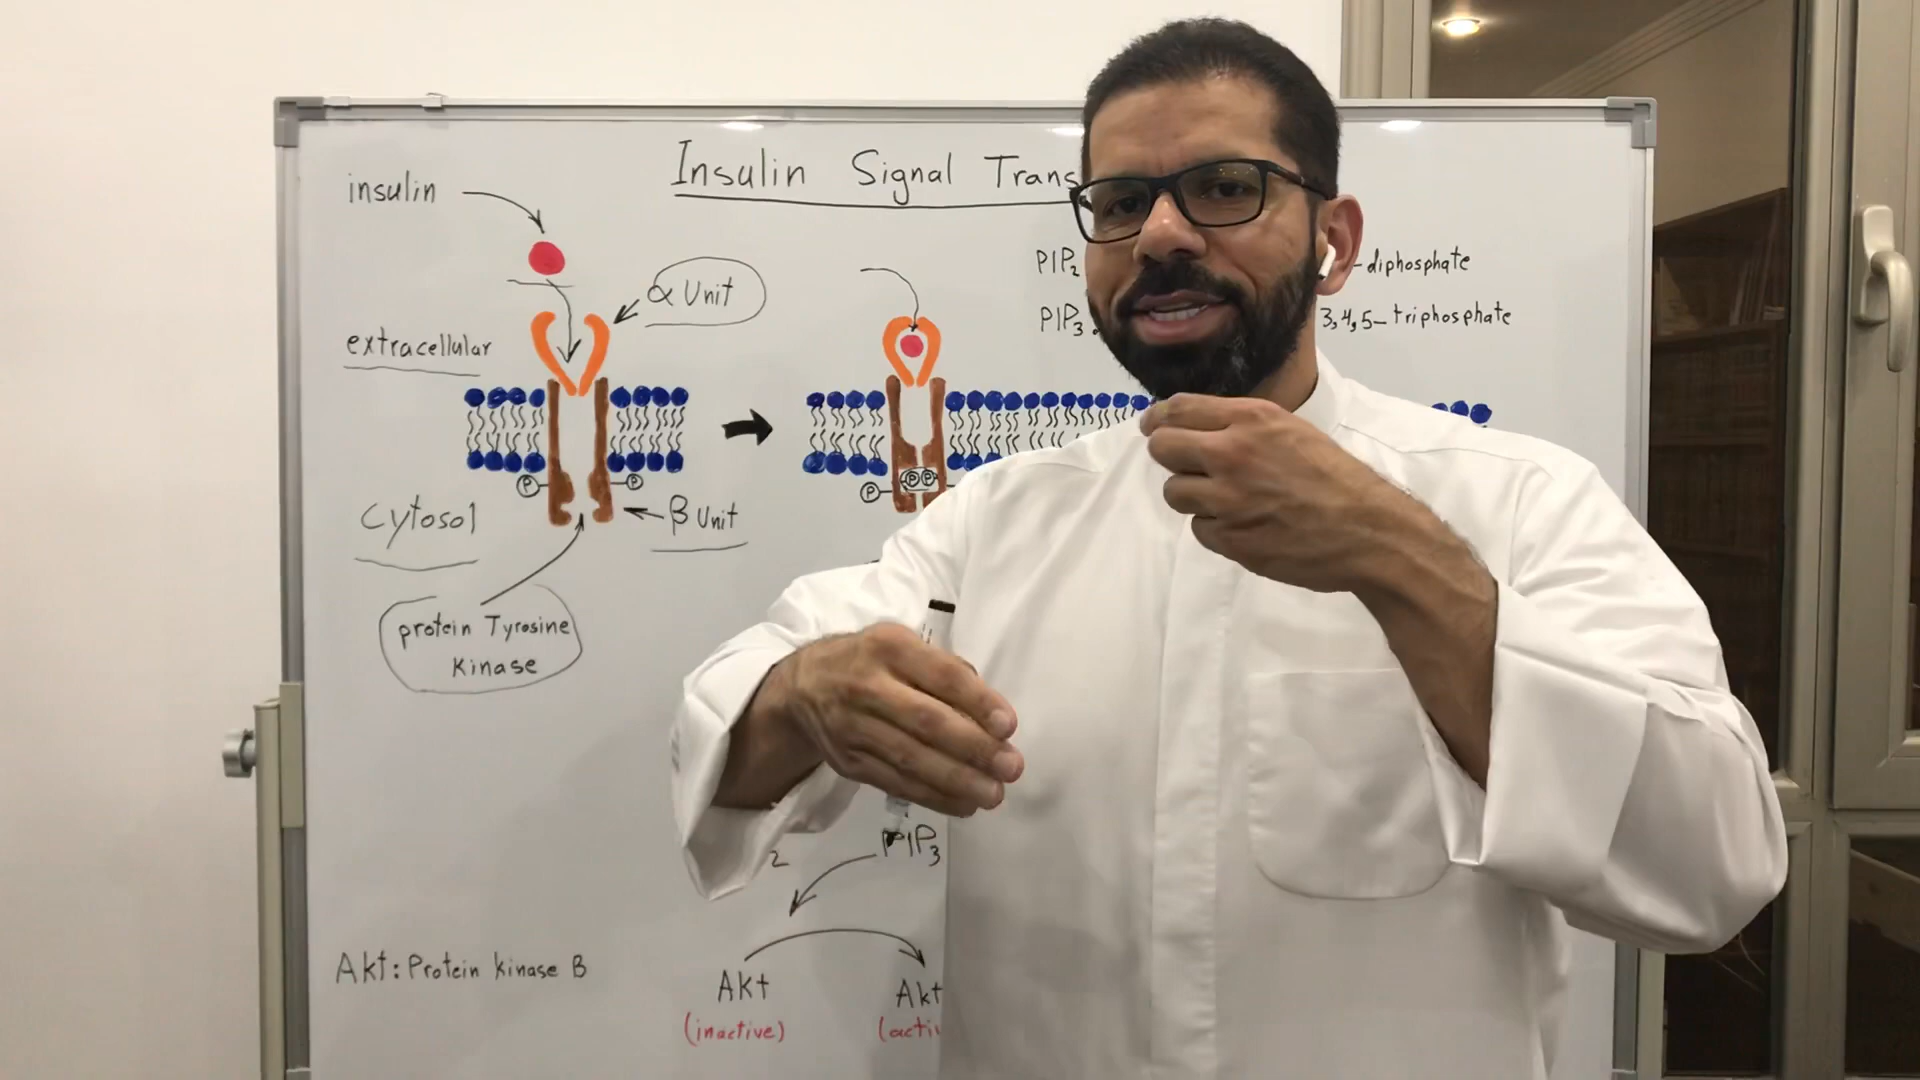 Insulin Signal Trans
insulin
α Unit
PIP2 -diphosphate
PIP3 3,4,5-triphosphate
extracellular
P P
P P P
cytosol
β Unit
protein Tyrosine
Kinase
2 PIP3
Akt: Protein kinase B
Akt Akt
(inactive) (activ